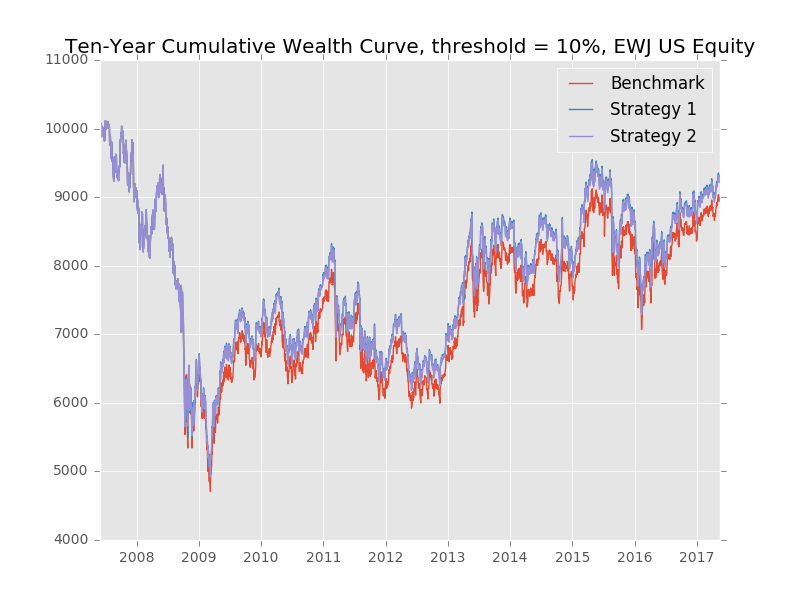 Ten-Year Cumulative Wealth Curve, threshold = 10%, EWJ US Equity
11000
10000
9000
8000
7000
6000
5000
4000
Benchmark
Strategy 1
Strategy 2
2008 2009 2010 2011 2012 2013 2014 2015 2016 2017